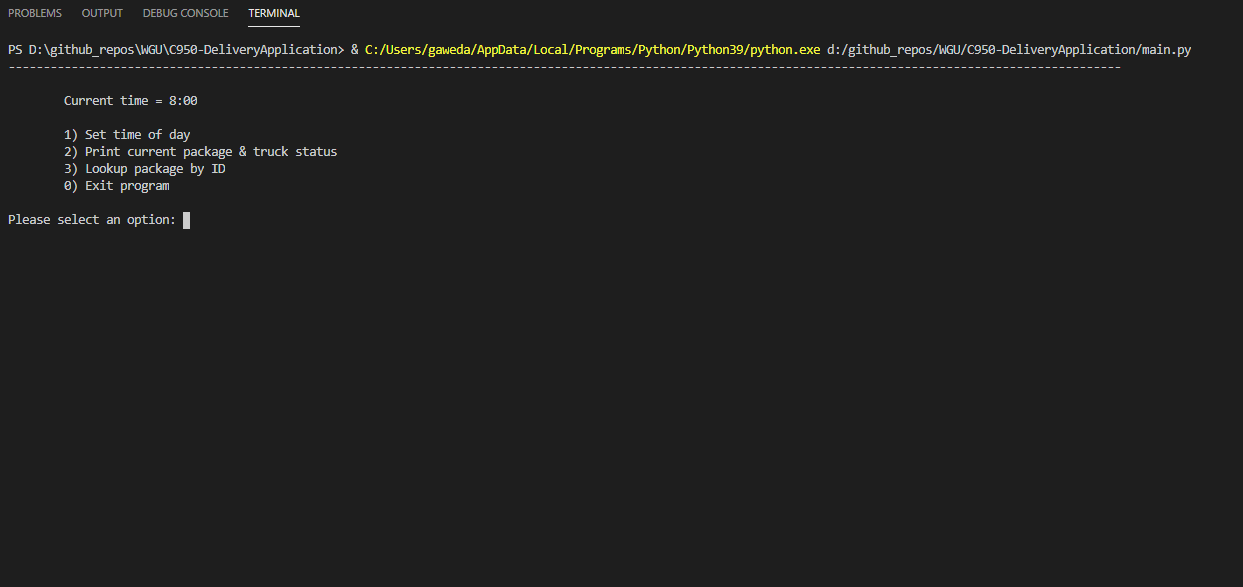 PROBLEMS OUTPUT DEBUG CONSOLE TERMINAL
PS D:\github_repos\WGU\C950-DeliveryApplication> & C:/Users/gaweda/AppData/Local/Programs/Python/Python39/python.exe d:/github_repos/WGU/C950-DeliveryApplication/main.py
---------------------------------------------------------------------------------------------------------------------------------------------------------------
Current time = 8:00
1) Set time of day
2) Print current package & truck status
3) Lookup package by ID
0) Exit program
Please select an option: